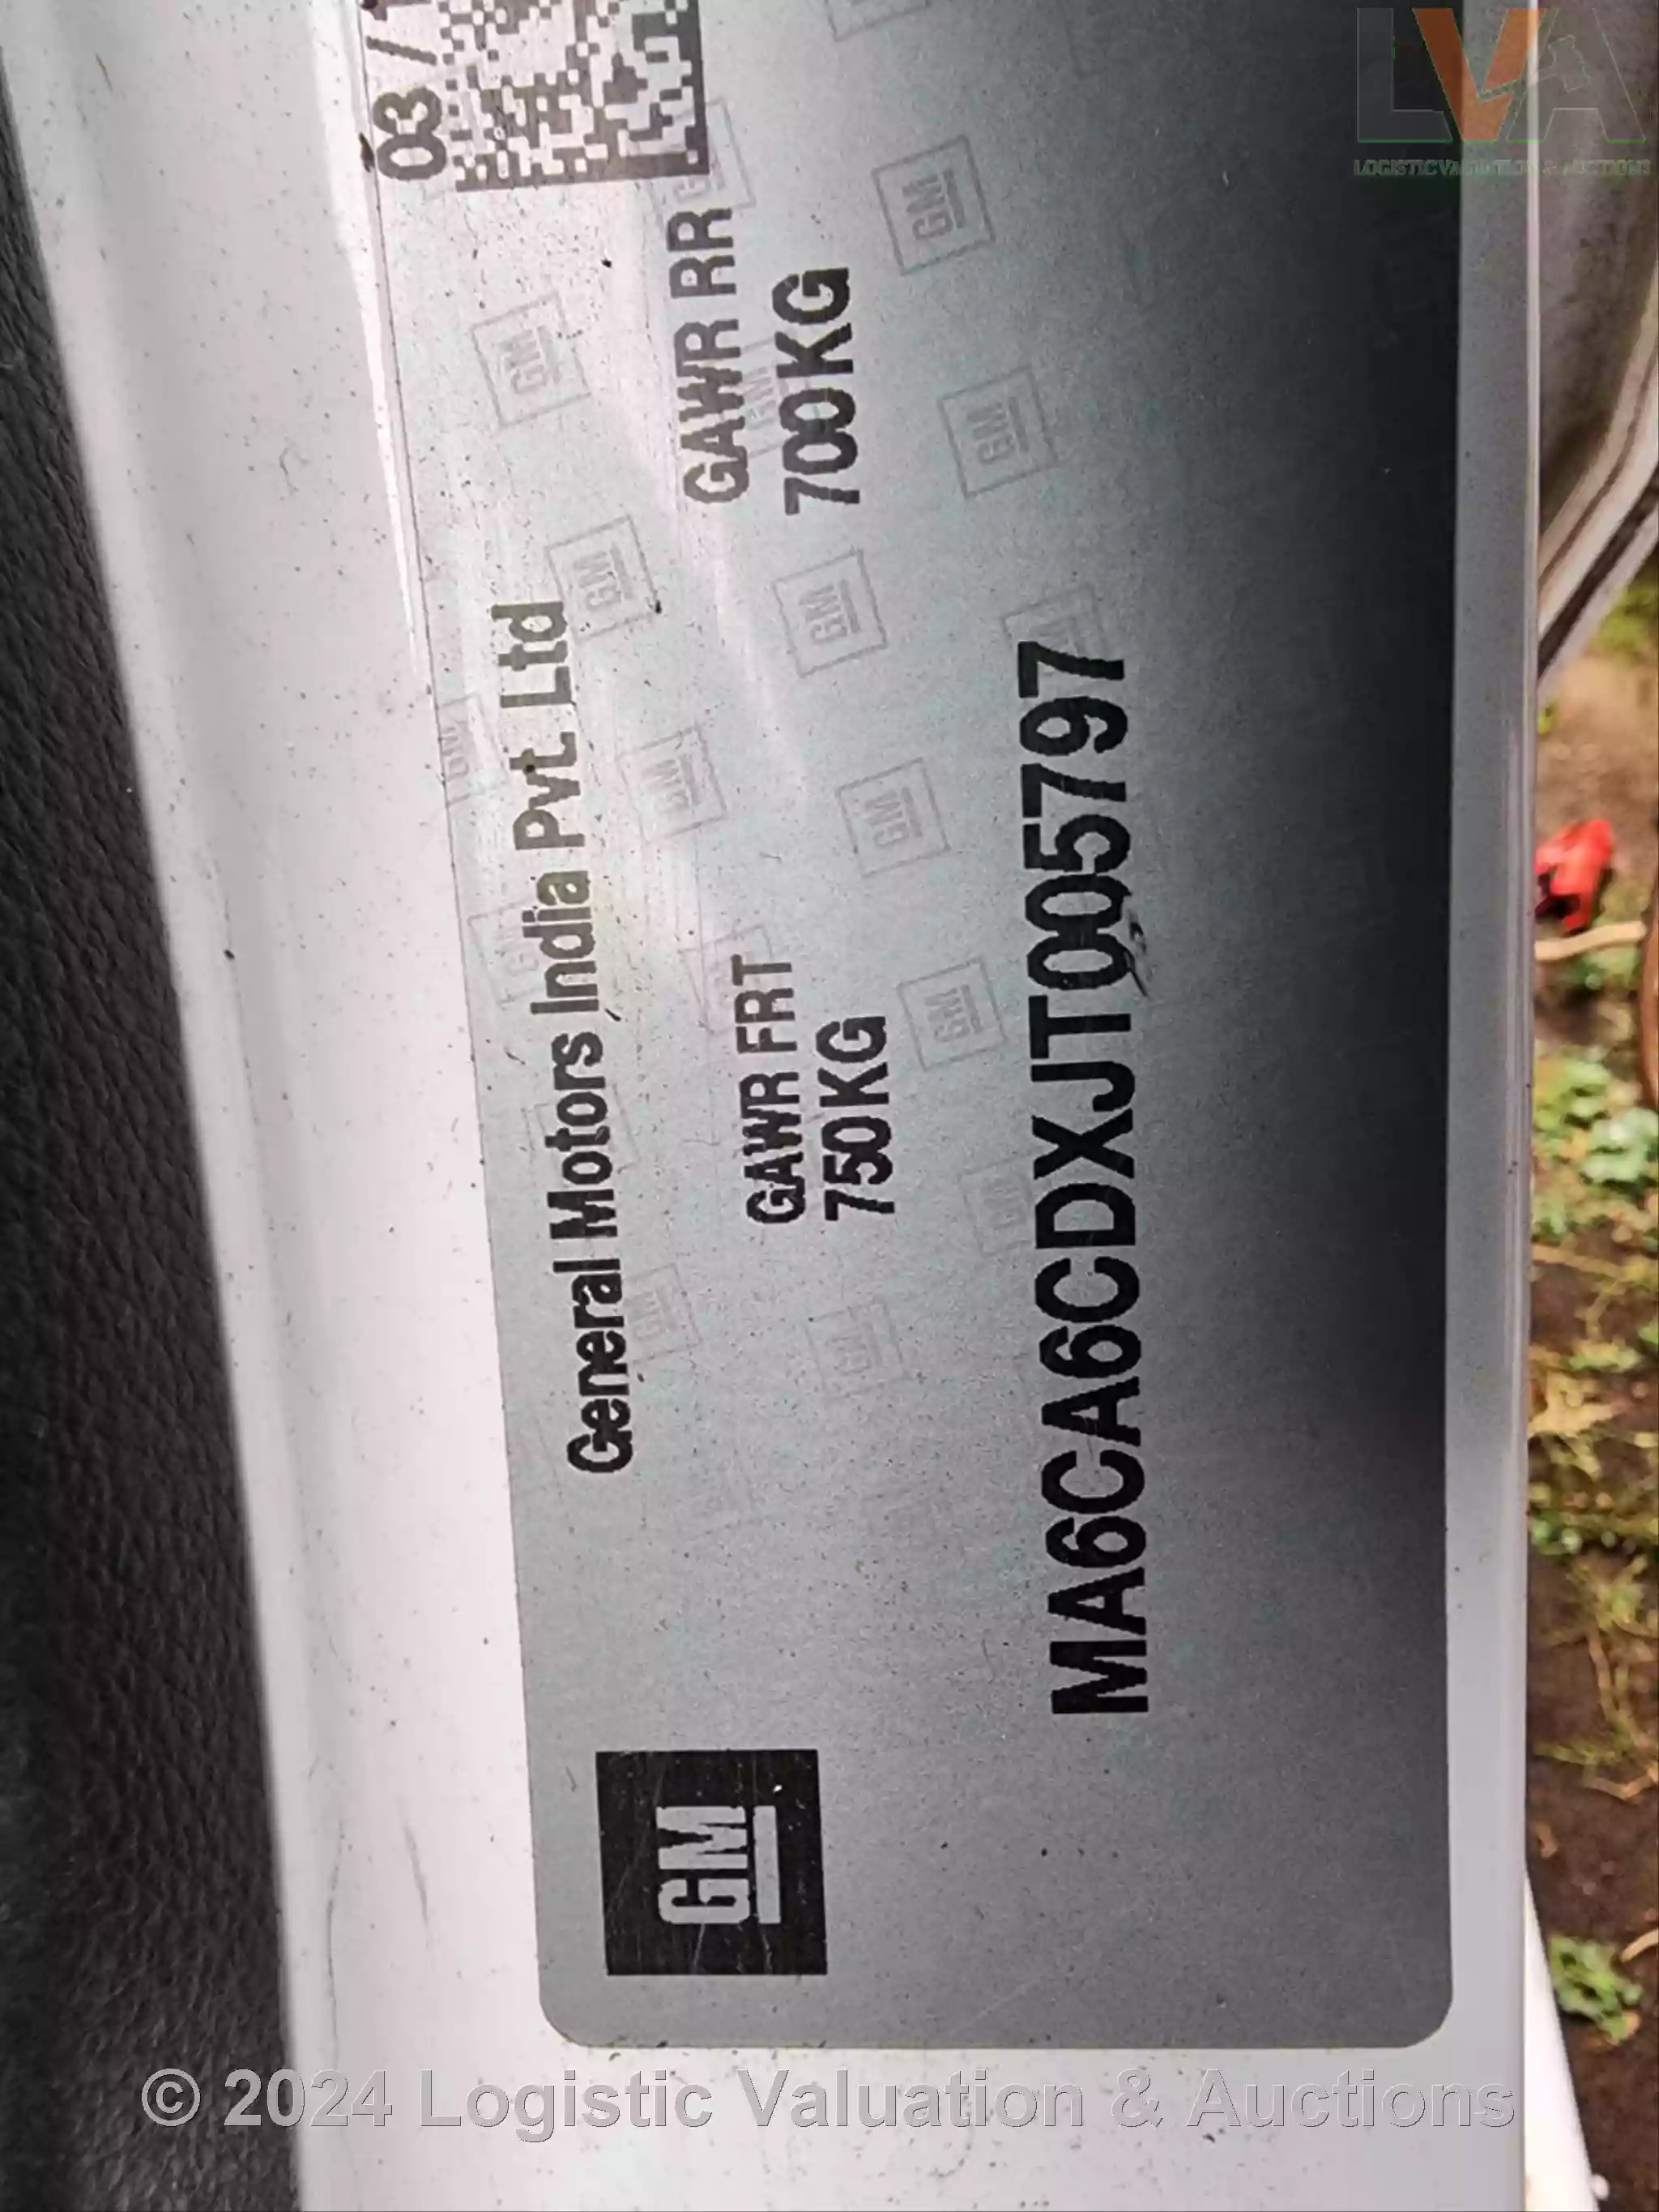 General Motors India Pvt. Ltd
03/1
GAWR FRT
750KG
GAWR RR
700KG
MA6CA6CDXJT005797
GM
LVA
LOGISTIC VALUATION & AUCTIONS
© 2024 Logistic Valuation & Auctions